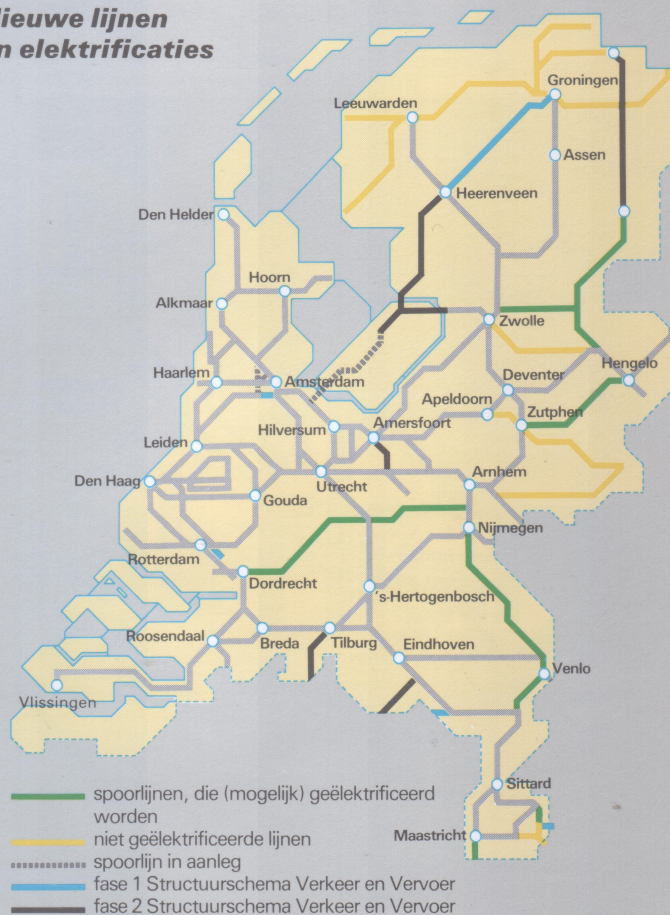 ieuwe lijnen
n elektrificaties
Groningen
Leeuwarden
Assen
Heerenveen
Den Helder
Hoorn
Alkmaar
Zwolle
Haarlem
Amsterdam
Deventer
Hengelo
Apeldoorn
Zutphen
Hilversum
Amersfoort
Leiden
Den Haag
Utrecht
Arnhem
Gouda
Nijmegen
Rotterdam
Dordrecht
's-Hertogenbosch
Roosendaal
Breda
Tilburg
Eindhoven
Venlo
Vlissingen
Sittard
Maastricht
spoorlijnen, die (mogelijk) geëlektrificeerd
worden
niet geëlektrificeerde lijnen
spoorlijn in aanleg
fase 1 Structuurschema Verkeer en Vervoer
fase 2 Structuurschema Verkeer en Vervoer